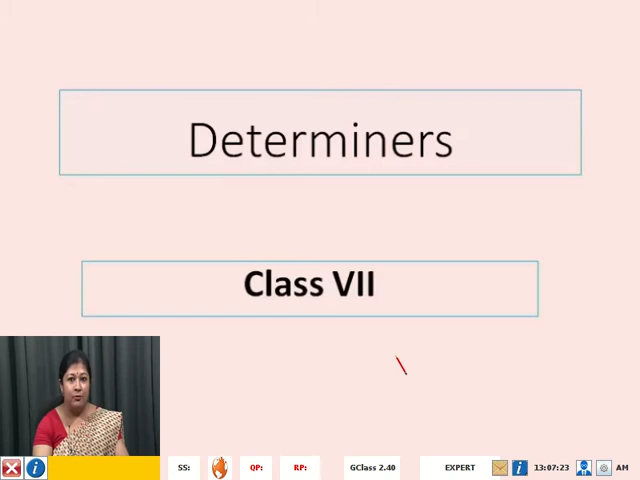 Determiners
Class VII
SS: QP: RP: GClass 2.40 EXPERT 13:07:23 AM